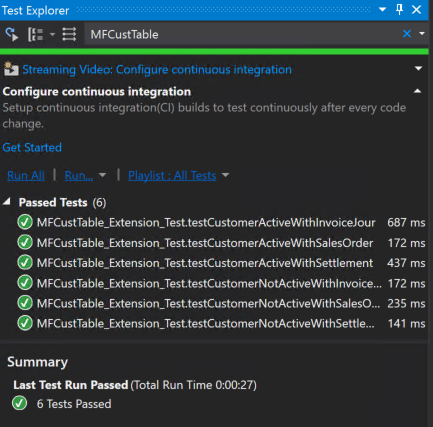 Test Explorer
MFCustTable
Streaming Video: Configure continuous integration
Configure continuous integration
Setup continuous integration(CI) builds to test continuously after every code
change.
Get Started
Run All | Run... | Playlist : All Tests
Passed Tests (6)
MFCustTable_Extension_Test.testCustomerActiveWithInvoiceJour 687 ms
MFCustTable_Extension_Test.testCustomerActiveWithSalesOrder 172 ms
MFCustTable_Extension_Test.testCustomerActiveWithSettlement 437 ms
MFCustTable_Extension_Test.testCustomerNotActiveWithInvoice... 172 ms
MFCustTable_Extension_Test.testCustomerNotActiveWithSalesO... 235 ms
MFCustTable_Extension_Test.testCustomerNotActiveWithSettle... 141 ms
Summary
Last Test Run Passed (Total Run Time 0:00:27)
6 Tests Passed